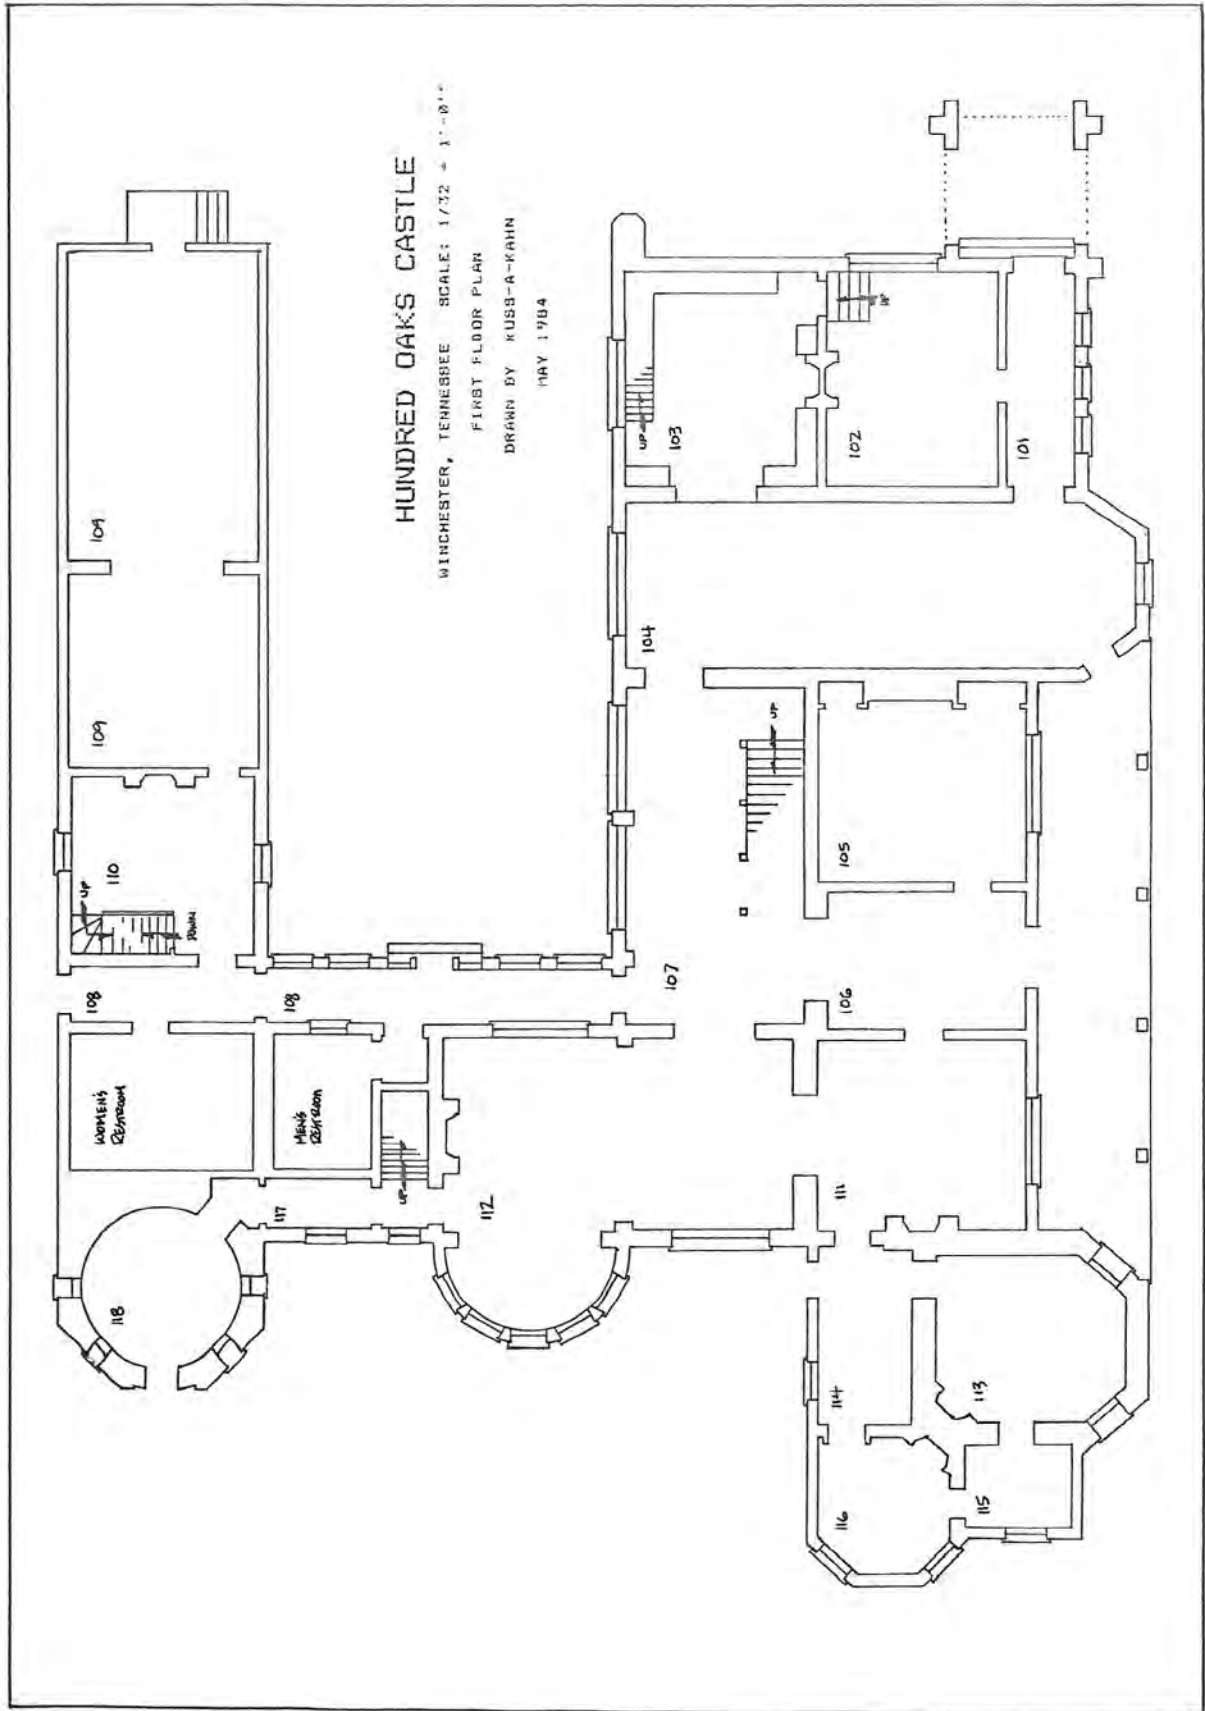 HUNDRED OAKS CASTLE
WINCHESTER, TENNESSEE SCALE: 1/32 = 1'-0"
FIRST FLOOR PLAN
DRAWN BY KUSS-A-KAHN
MAY 1984
109
109
110
UP
DOWN
108
108
WOMEN'S
RESTROOM
MEN'S
RESTROOM
UP
117
118
112
UP
103
102
UP
101
104
UP
105
107
106
111
114
113
116
115